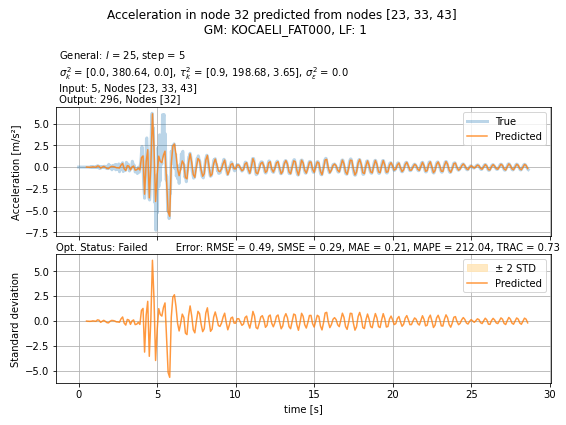 Acceleration in node 32 predicted from nodes [23, 33, 43]
GM: KOCAELI_FAT000, LF: 1
General: l = 25, step = 5
σ²ₖ = [0.0, 380.64, 0.0], τ²ₖ = [0.9, 198.68, 3.65], σ²ε = 0.0
Input: 5, Nodes [23, 33, 43]
Output: 296, Nodes [32]
Acceleration [m/s²]
5.0
2.5
0.0
−2.5
−5.0
−7.5
True
Predicted
Opt. Status: Failed
Error: RMSE = 0.49, SMSE = 0.29, MAE = 0.21, MAPE = 212.04, TRAC = 0.73
Standard deviation
5.0
2.5
0.0
−2.5
−5.0
± 2 STD
Predicted
0 5 10 15 20 25 30
time [s]